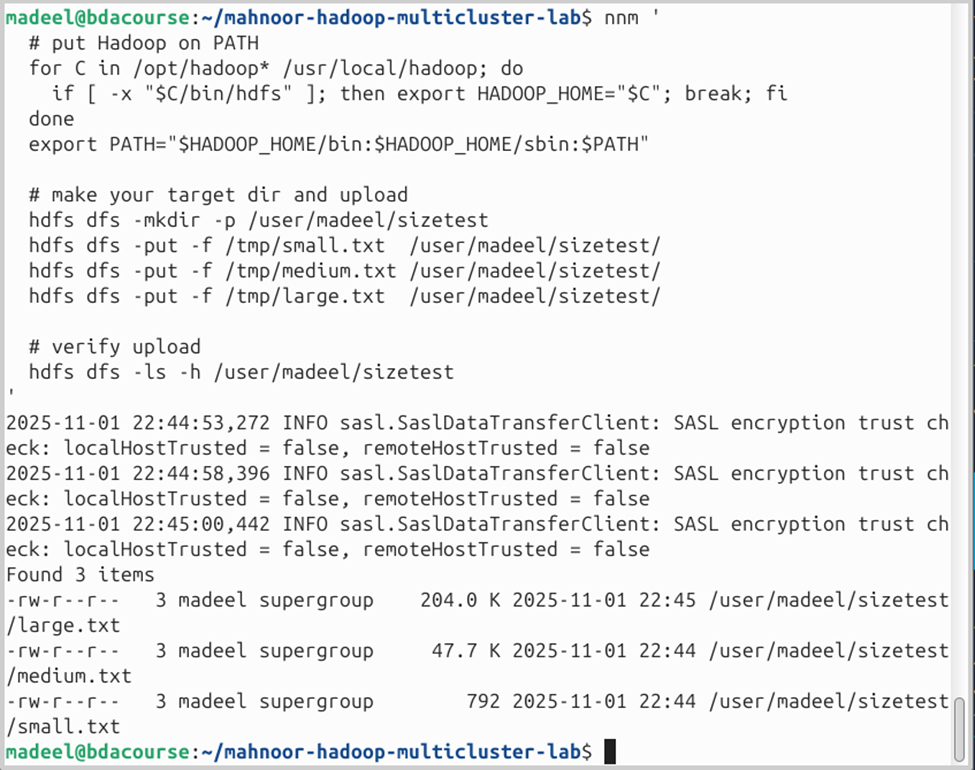 madeel@bdacourse:~/mahnoor-hadoop-multicluster-lab$ nnm '
  # put Hadoop on PATH
  for C in /opt/hadoop* /usr/local/hadoop; do
    if [ -x "$C/bin/hdfs" ]; then export HADOOP_HOME="$C"; break; fi
  done
  export PATH="$HADOOP_HOME/bin:$HADOOP_HOME/sbin:$PATH"

  # make your target dir and upload
  hdfs dfs -mkdir -p /user/madeel/sizetest
  hdfs dfs -put -f /tmp/small.txt  /user/madeel/sizetest/
  hdfs dfs -put -f /tmp/medium.txt /user/madeel/sizetest/
  hdfs dfs -put -f /tmp/large.txt  /user/madeel/sizetest/

  # verify upload
  hdfs dfs -ls -h /user/madeel/sizetest
'
2025-11-01 22:44:53,272 INFO sasl.SaslDataTransferClient: SASL encryption trust ch
eck: localHostTrusted = false, remoteHostTrusted = false
2025-11-01 22:44:58,396 INFO sasl.SaslDataTransferClient: SASL encryption trust ch
eck: localHostTrusted = false, remoteHostTrusted = false
2025-11-01 22:45:00,442 INFO sasl.SaslDataTransferClient: SASL encryption trust ch
eck: localHostTrusted = false, remoteHostTrusted = false
Found 3 items
-rw-r--r--   3 madeel supergroup    204.0 K 2025-11-01 22:45 /user/madeel/sizetest
/large.txt
-rw-r--r--   3 madeel supergroup     47.7 K 2025-11-01 22:44 /user/madeel/sizetest
/medium.txt
-rw-r--r--   3 madeel supergroup        792 2025-11-01 22:44 /user/madeel/sizetest
/small.txt
madeel@bdacourse:~/mahnoor-hadoop-multicluster-lab$